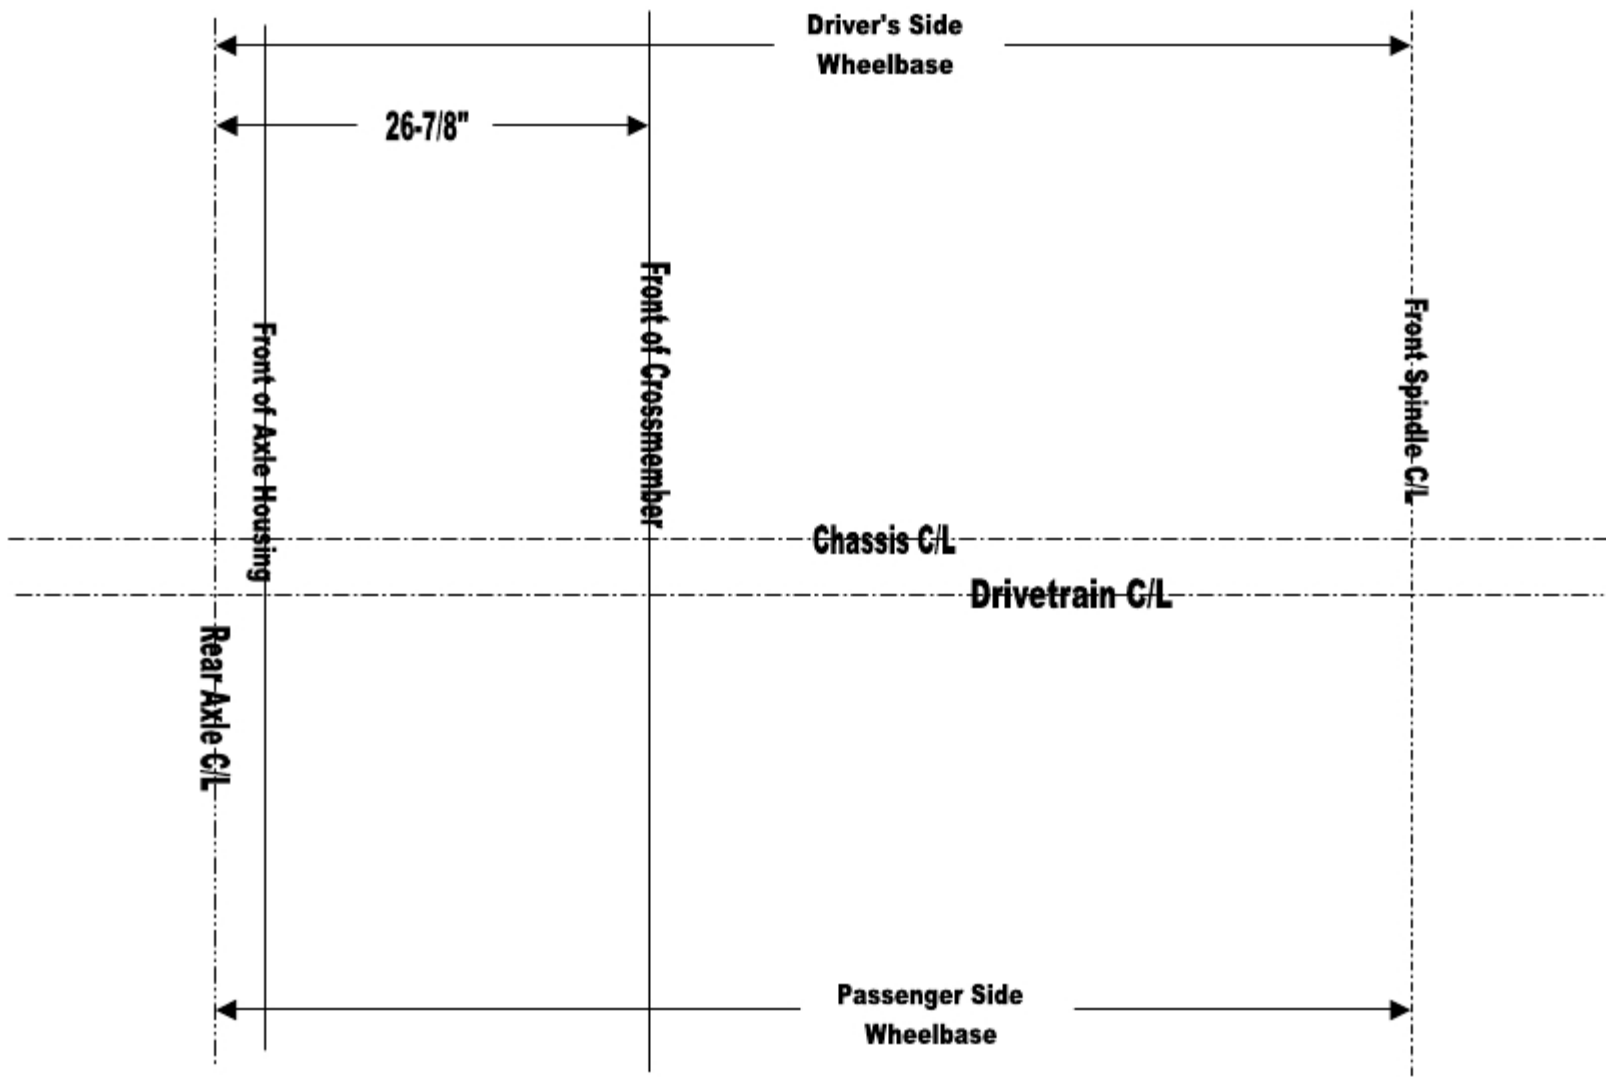 Driver's Side
Wheelbase
26-7/8"
Front of Crossmember
Front Spindle C/L
Front of Axle Housing
Chassis C/L
Drivetrain C/L
Rear Axle C/L
Passenger Side
Wheelbase